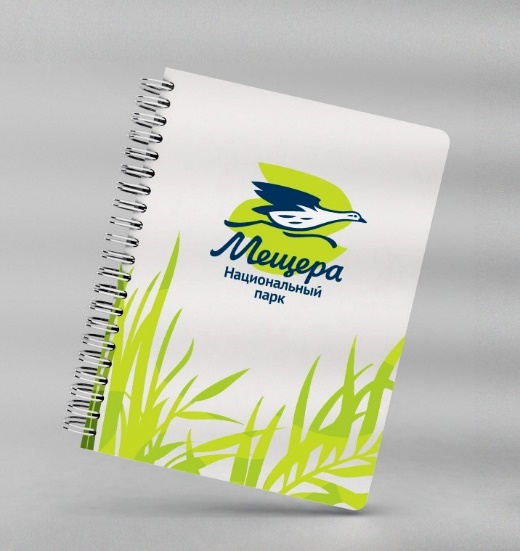 Мещера
Национальный
парк